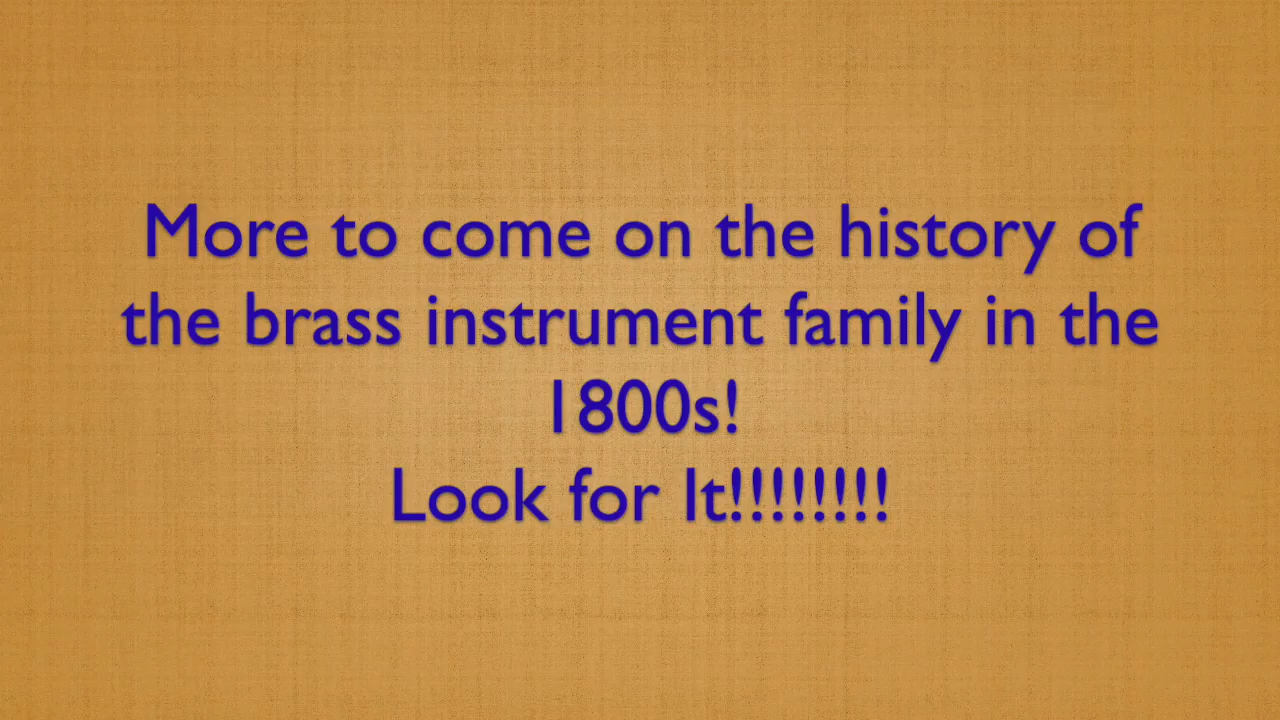 More to come on the history of
the brass instrument family in the
1800s!
Look for It!!!!!!!!